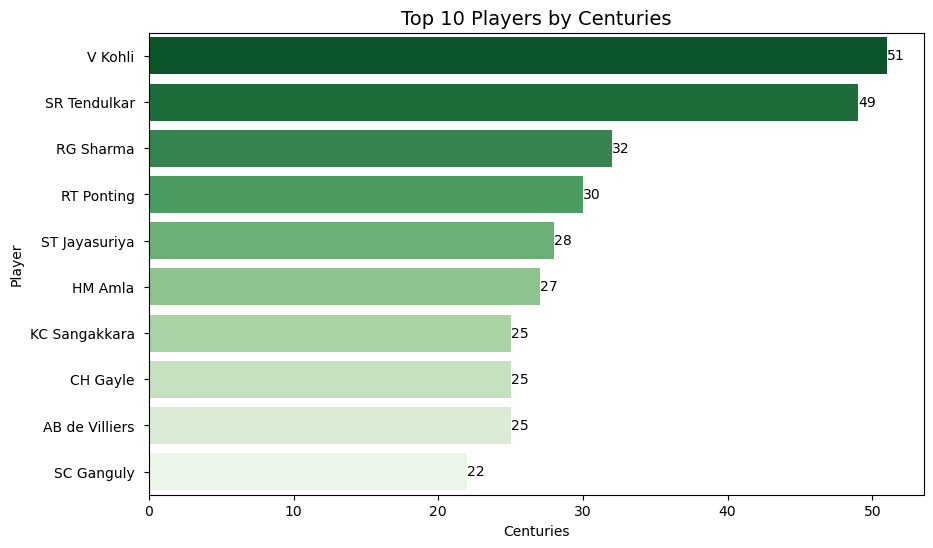 Top 10 Players by Centuries
V Kohli 51
SR Tendulkar 49
RG Sharma 32
RT Ponting 30
ST Jayasuriya 28
HM Amla 27
KC Sangakkara 25
CH Gayle 25
AB de Villiers 25
SC Ganguly 22
Player
0 10 20 30 40 50
Centuries